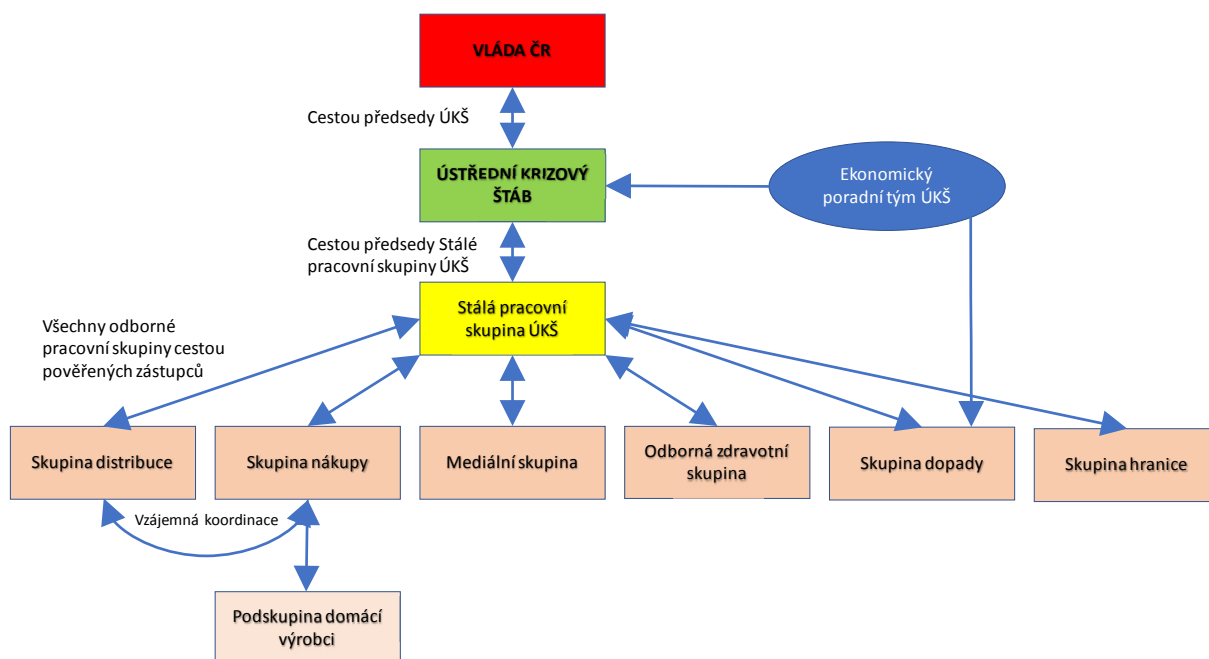 VLÁDA ČR
Cestou předsedy ÚKŠ
ÚSTŘEDNÍ KRIZOVÝ
ŠTÁB
Ekonomický
poradní tým ÚKŠ
Cestou předsedy Stálé
pracovní skupiny ÚKŠ
Stálá pracovní
skupina ÚKŠ
Všechny odborné
pracovní skupiny cestou
pověřených zástupců
Skupina distribuce
Skupina nákupy
Mediální skupina
Odborná zdravotní
skupina
Skupina dopady
Skupina hranice
Vzájemná koordinace
Podskupina domácí
výrobci